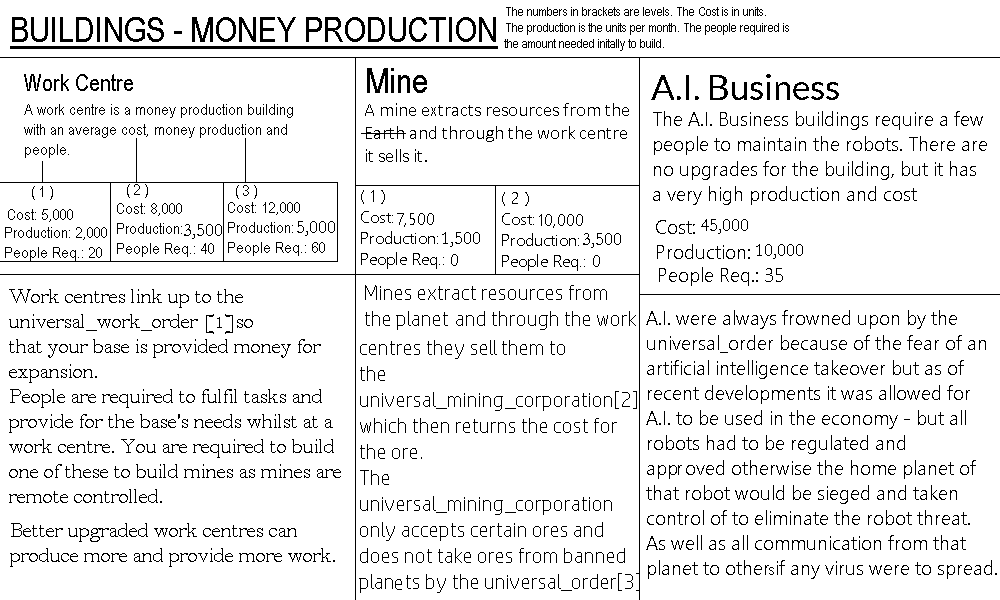 BUILDINGS - MONEY PRODUCTION
The numbers in brackets are levels. The Cost is in units.
The production is the units per month. The people required is
the amount needed initally to build.
Work Centre
A work centre is a money production building
with an average cost, money production and
people.
(1)
Cost: 5,000
Production: 2,000
People Req.: 20
(2)
Cost: 8,000
Production: 3,500
People Req.: 40
(3)
Cost: 12,000
Production: 5,000
People Req.: 60
Work centres link up to the
universal_work_order [1]so
that your base is provided money for
expansion.
People are required to fulfil tasks and
provide for the base's needs whilst at a
work centre. You are required to build
one of these to build mines as mines are
remote controlled.
Better upgraded work centres can
produce more and provide more work.
Mine
A mine extracts resources from the
Earth and through the work centre
it sells it.
(1)
Cost: 7,500
Production: 1,500
People Req.: 0
(2)
Cost: 10,000
Production: 3,500
People Req.: 0
Mines extract resources from
the planet and through the work
centres they sell them to
the
universal_mining_corporation[2]
which then returns the cost for
the ore.
The
universal_mining_corporation
only accepts certain ores and
does not take ores from banned
planets by the universal_order[3]
A.I. Business
The A.I. Business buildings require a few
people to maintain the robots. There are
no upgrades for the building, but it has
a very high production and cost
Cost: 45,000
Production: 10,000
People Req.: 35
A.I. were always frowned upon by the
universal_order because of the fear of an
artificial intelligence takeover but as of
recent developments it was allowed for
A.I. to be used in the economy - but all
robots had to be regulated and
approved otherwise the home planet of
that robot would be sieged and taken
control of to eliminate the robot threat.
As well as all communication from that
planet to othersif any virus were to spread.